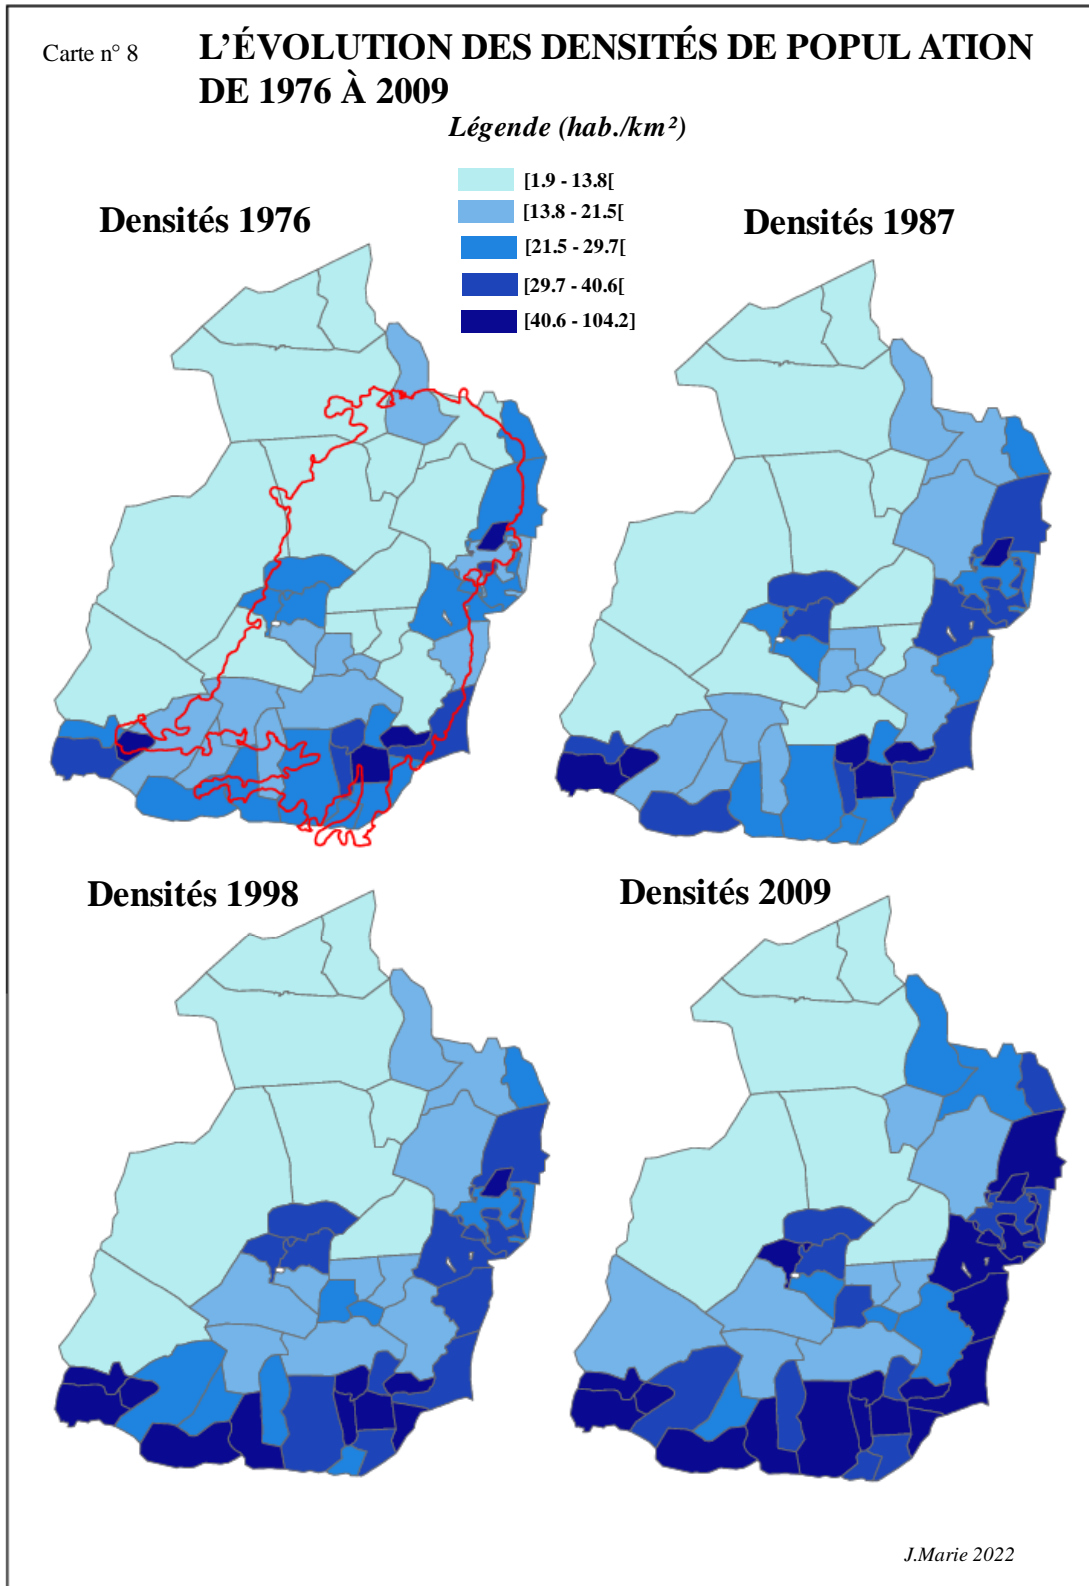 Carte n° 8
L'ÉVOLUTION DES DENSITÉS DE POPUL ATION
DE 1976 À 2009
Légende (hab./km²)
[1.9 - 13.8[
[13.8 - 21.5[
[21.5 - 29.7[
[29.7 - 40.6[
[40.6 - 104.2]
Densités 1976
Densités 1987
Densités 1998
Densités 2009
J.Marie 2022